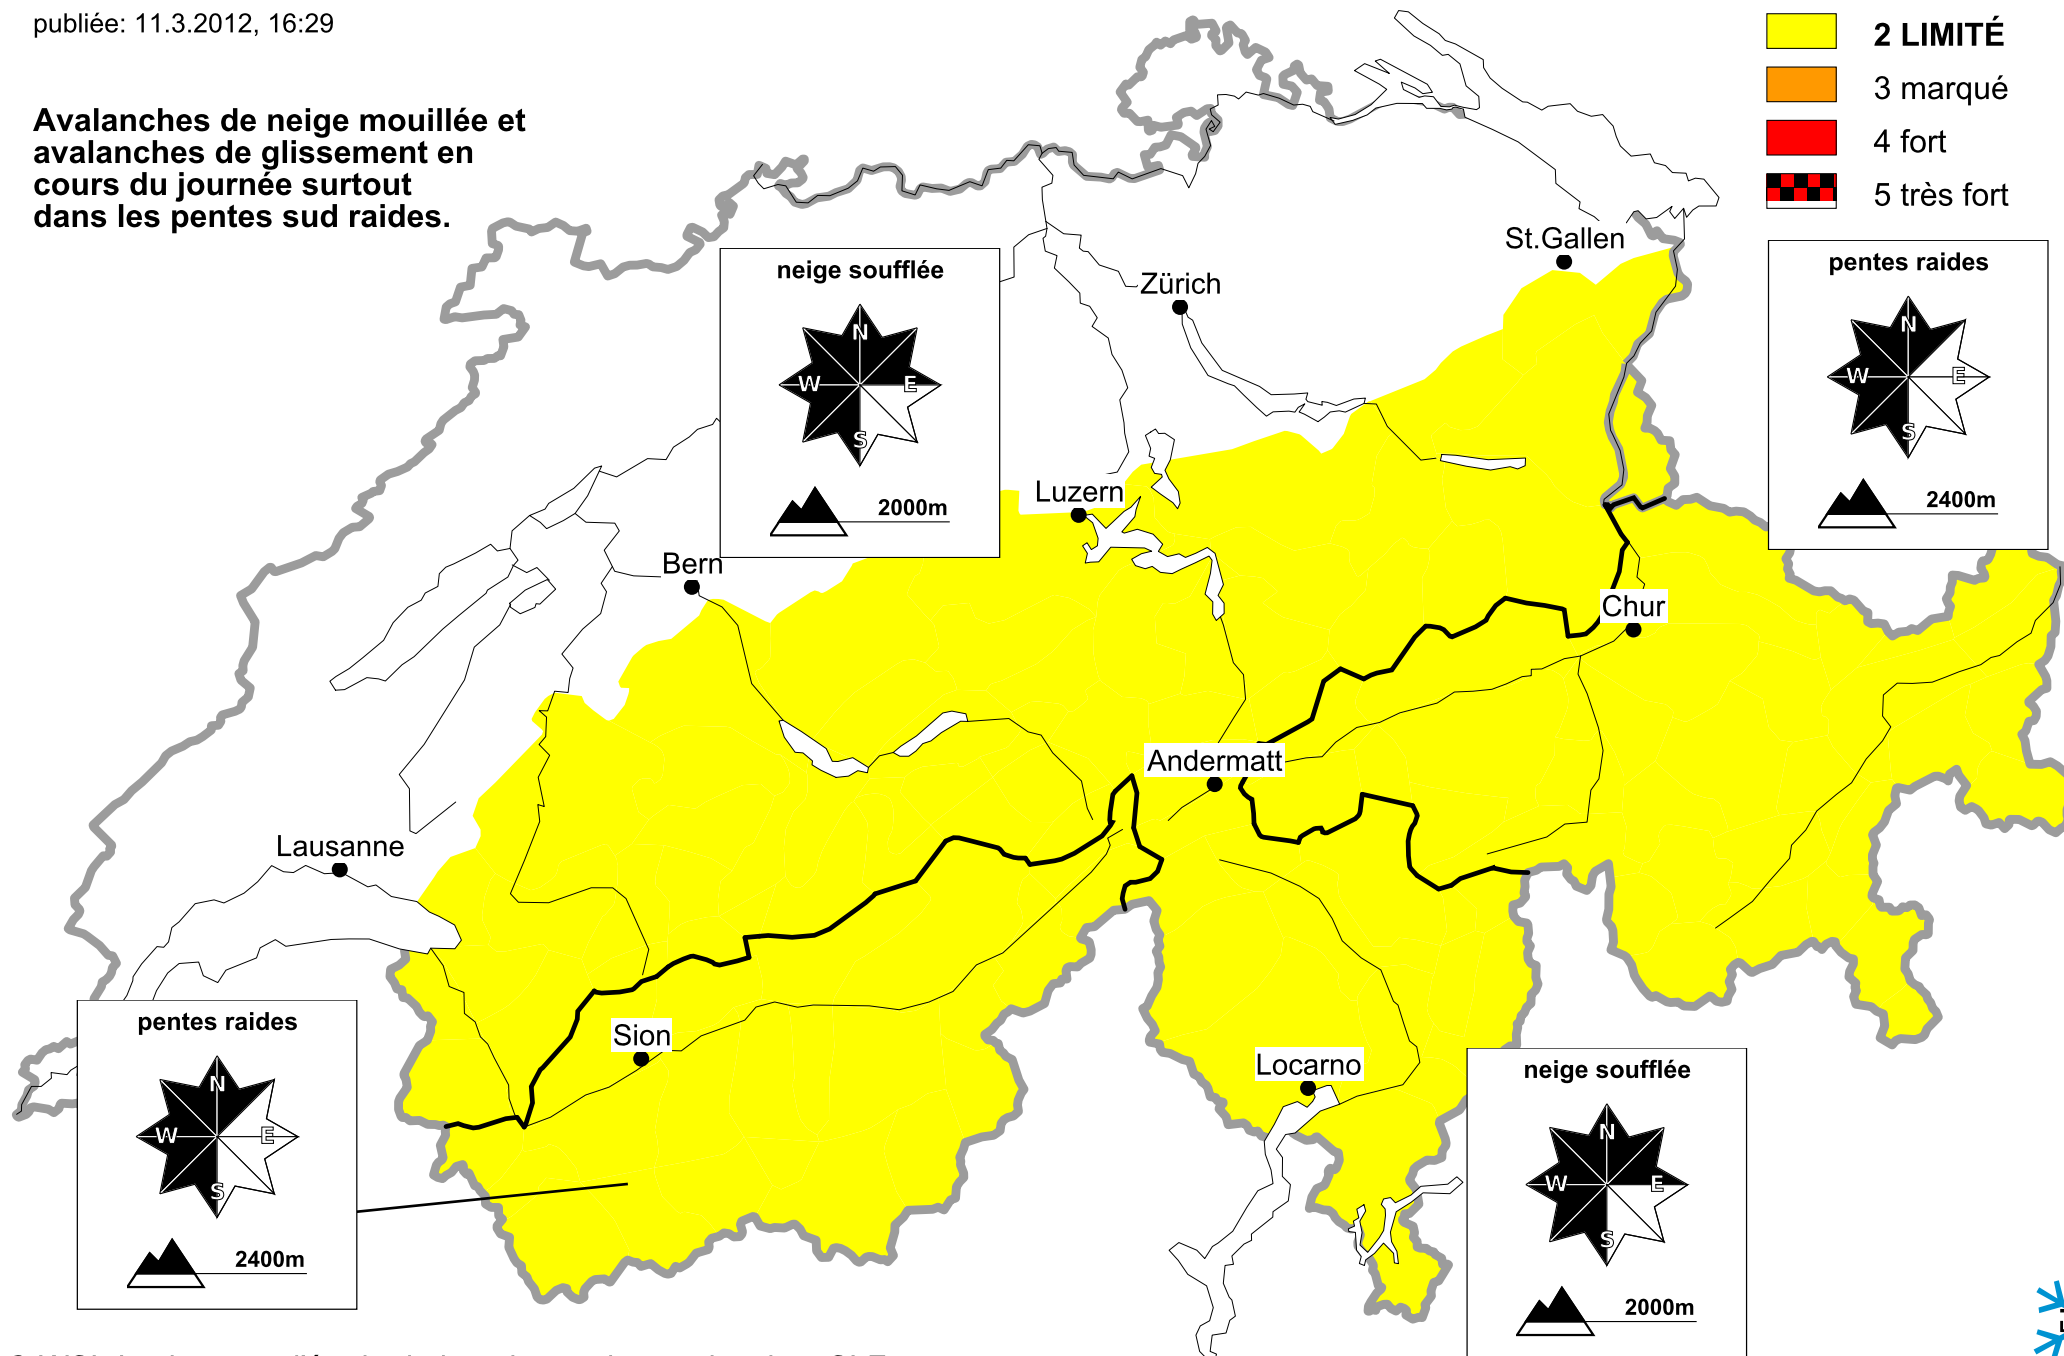 publiée: 11.3.2012, 16:29
Avalanches de neige mouillée et
avalanches de glissement en
cours du journée surtout
dans les pentes sud raides.
2 LIMITÉ
3 marqué
4 fort
5 très fort
St.Gallen
Zürich
neige soufflée
N
W
E
S
2000m
pentes raides
N
W
E
S
2400m
Luzern
Bern
Chur
Andermatt
Lausanne
Sion
Locarno
pentes raides
N
W
E
S
2400m
neige soufflée
N
W
E
S
2000m